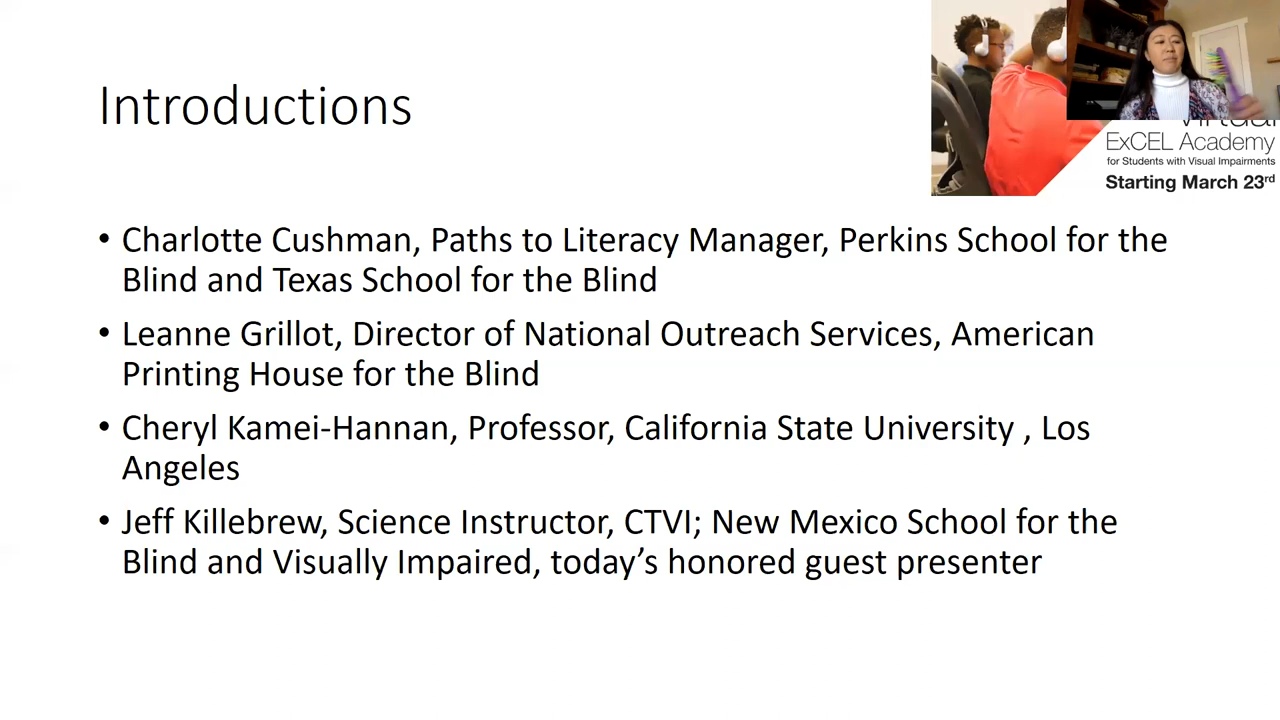 Introductions
ExCEL Academy
for Students with Visual Impairments
Starting March 23rd
• Charlotte Cushman, Paths to Literacy Manager, Perkins School for the
Blind and Texas School for the Blind
• Leanne Grillot, Director of National Outreach Services, American
Printing House for the Blind
• Cheryl Kamei-Hannan, Professor, California State University , Los
Angeles
• Jeff Killebrew, Science Instructor, CTVI; New Mexico School for the
Blind and Visually Impaired, today’s honored guest presenter